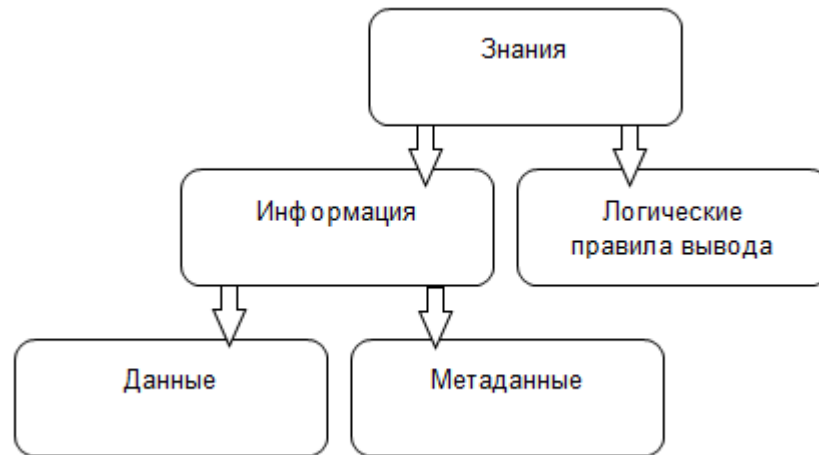 Знания
Информация
Логические
правила вывода
Данные
Метаданные